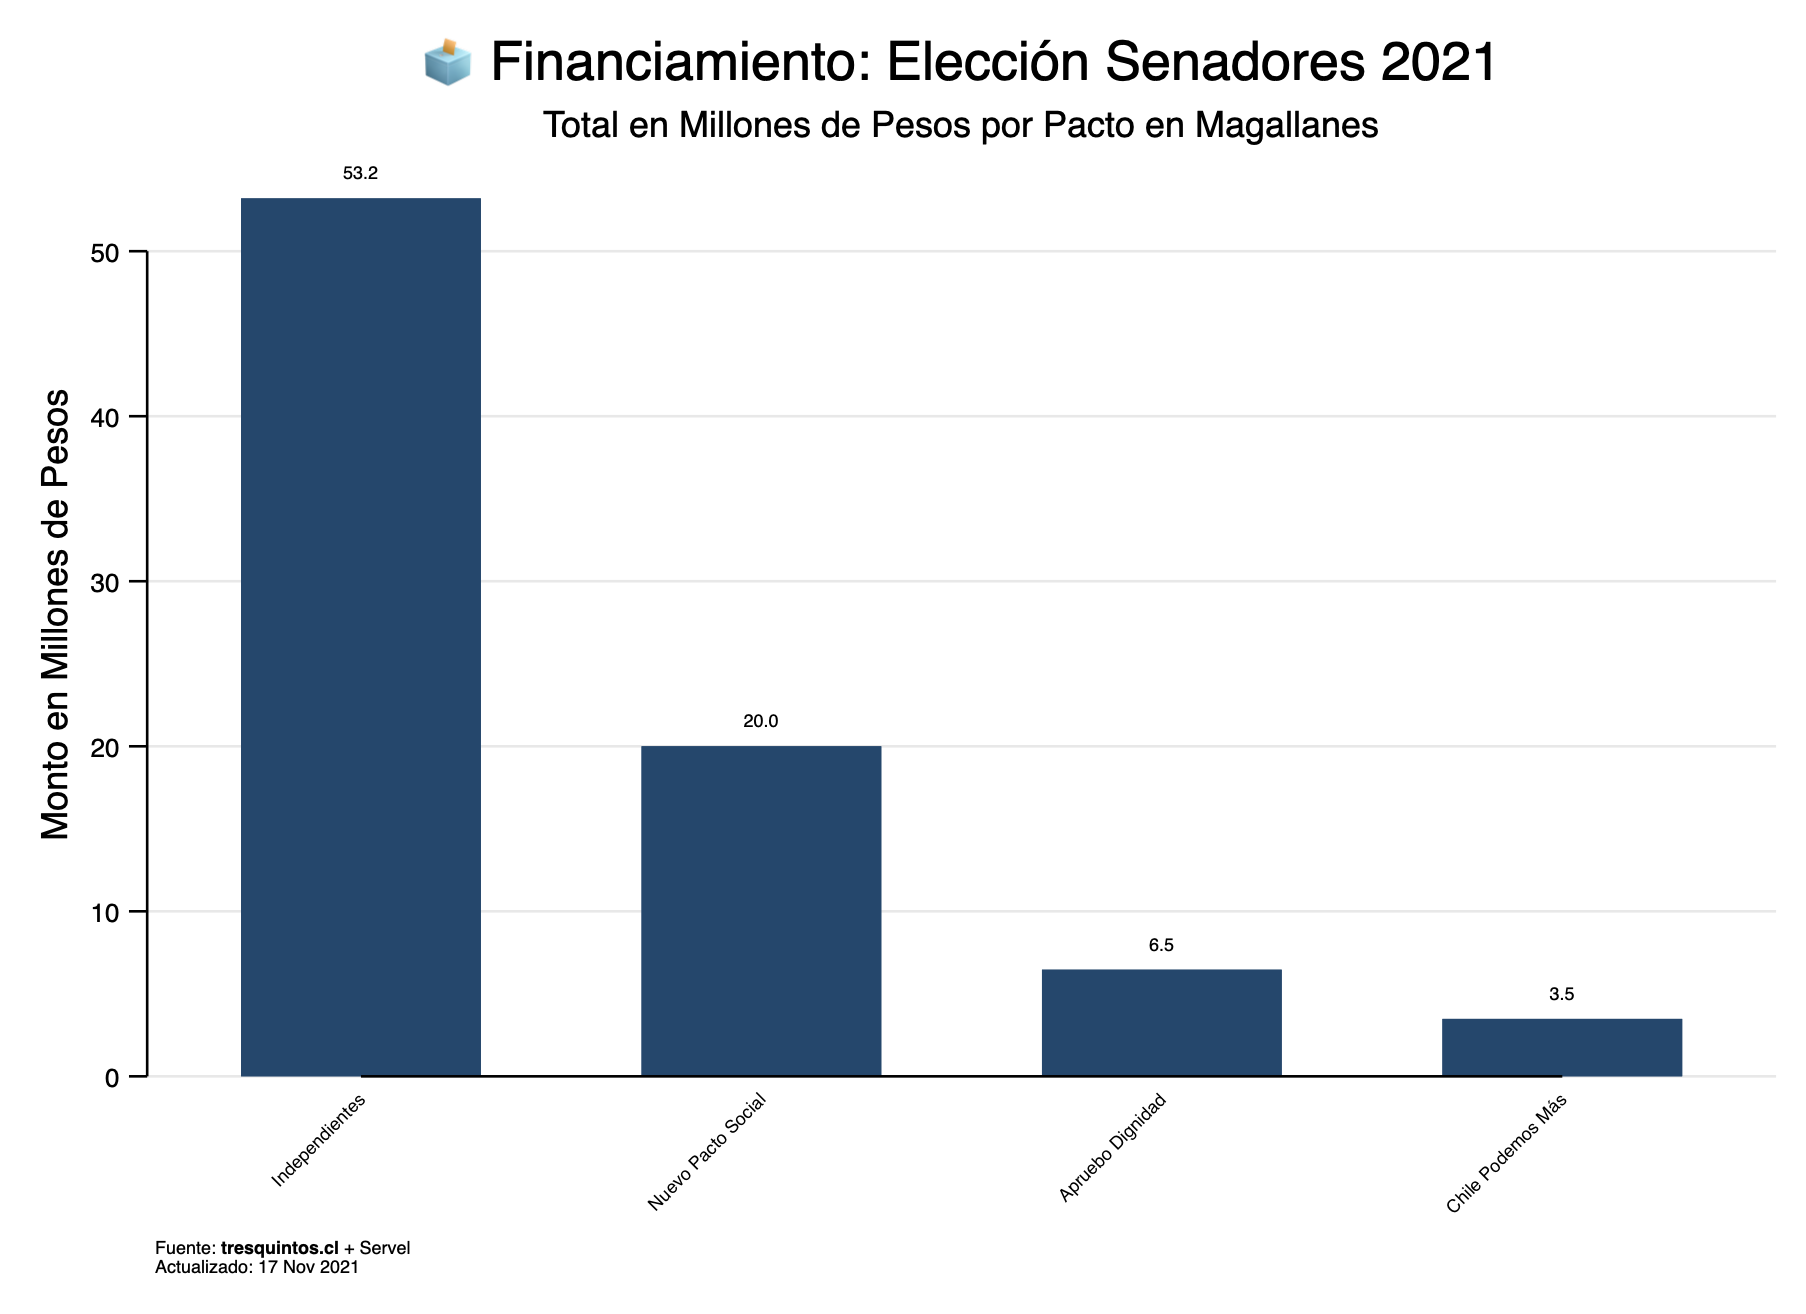 Financiamiento: Elección Senadores 2021
Total en Millones de Pesos por Pacto en Magallanes
Monto en Millones de Pesos
50
40
30
20
10
0
53.2
20.0
6.5
3.5
Independientes
Nuevo Pacto Social
Apruebo Dignidad
Chile Podemos Más
Fuente: tresquintos.cl + Servel
Actualizado: 17 Nov 2021